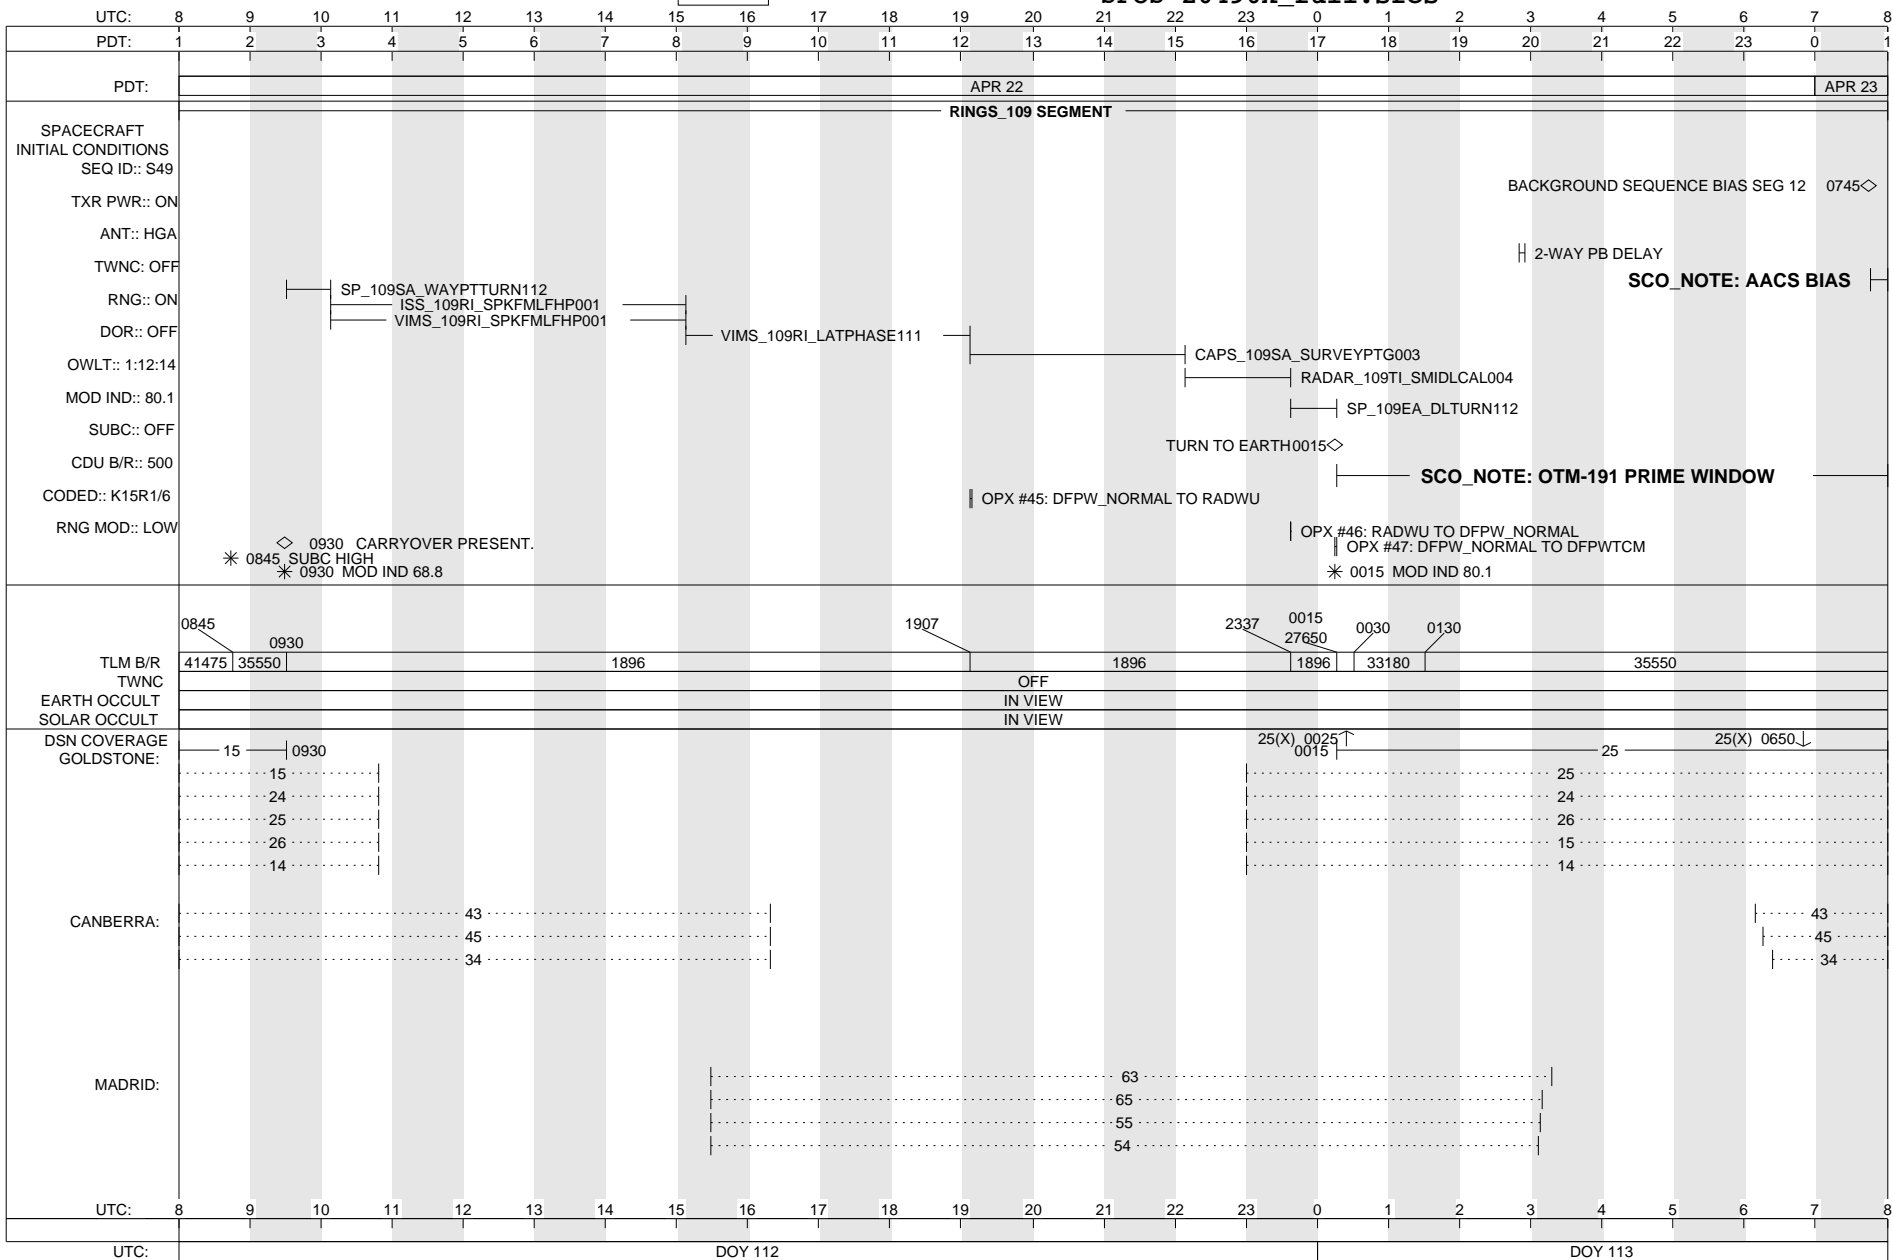 UTC: 8 9 10 11 12 13 14 15 16 17 18 19 20 21 22 23 0 1 2 3 4 5 6 7 8
PDT: 1 2 3 4 5 6 7 8 9 10 11 12 13 14 15 16 17 18 19 20 21 22 23 0 1
PDT: APR 22 APR 23
RINGS_109 SEGMENT
SPACECRAFT
INITIAL CONDITIONS
SEQ ID:: S49
BACKGROUND SEQUENCE BIAS SEG 12 0745
TXR PWR:: ON
ANT:: HGA
2-WAY PB DELAY
TWNC: OFF
SCO_NOTE: AACS BIAS
SP_109SA_WAYPTTURN112
RNG:: ON
ISS_109RI_SPKFMLFHP001
VIMS_109RI_SPKFMLFHP001
DOR:: OFF
VIMS_109RI_LATPHASE111
CAPS_109SA_SURVEYPTG003
OWLT:: 1:12:14
RADAR_109TI_SMIDLCAL004
MOD IND:: 80.1
SP_109EA_DLTURN112
SUBC:: OFF
TURN TO EARTH 0015
CDU B/R:: 500
SCO_NOTE: OTM-191 PRIME WINDOW
CODED:: K15R1/6
OPX #45: DFPW_NORMAL TO RADWU
RNG MOD:: LOW
OPX #46: RADWU TO DFPW_NORMAL
0930 CARRYOVER PRESENT.
OPX #47: DFPW_NORMAL TO DFPWTCM
0845 SUBC HIGH
0930 MOD IND 68.8
0015 MOD IND 80.1
0845 0930 1907 2337 0015 27650 0030 0130
TLM B/R 41475 35550 1896 1896 1896 33180 35550
TWNC OFF
EARTH OCCULT IN VIEW
SOLAR OCCULT IN VIEW
DSN COVERAGE
25(X) 0025 25(X) 0650
GOLDSTONE: 15 0930 0015 25
15 25
24 24
25 26
26 15
14 14
CANBERRA: 43 43
45 45
34 34
MADRID: 63
65
55
54
UTC: 8 9 10 11 12 13 14 15 16 17 18 19 20 21 22 23 0 1 2 3 4 5 6 7 8
UTC: DOY 112 DOY 113